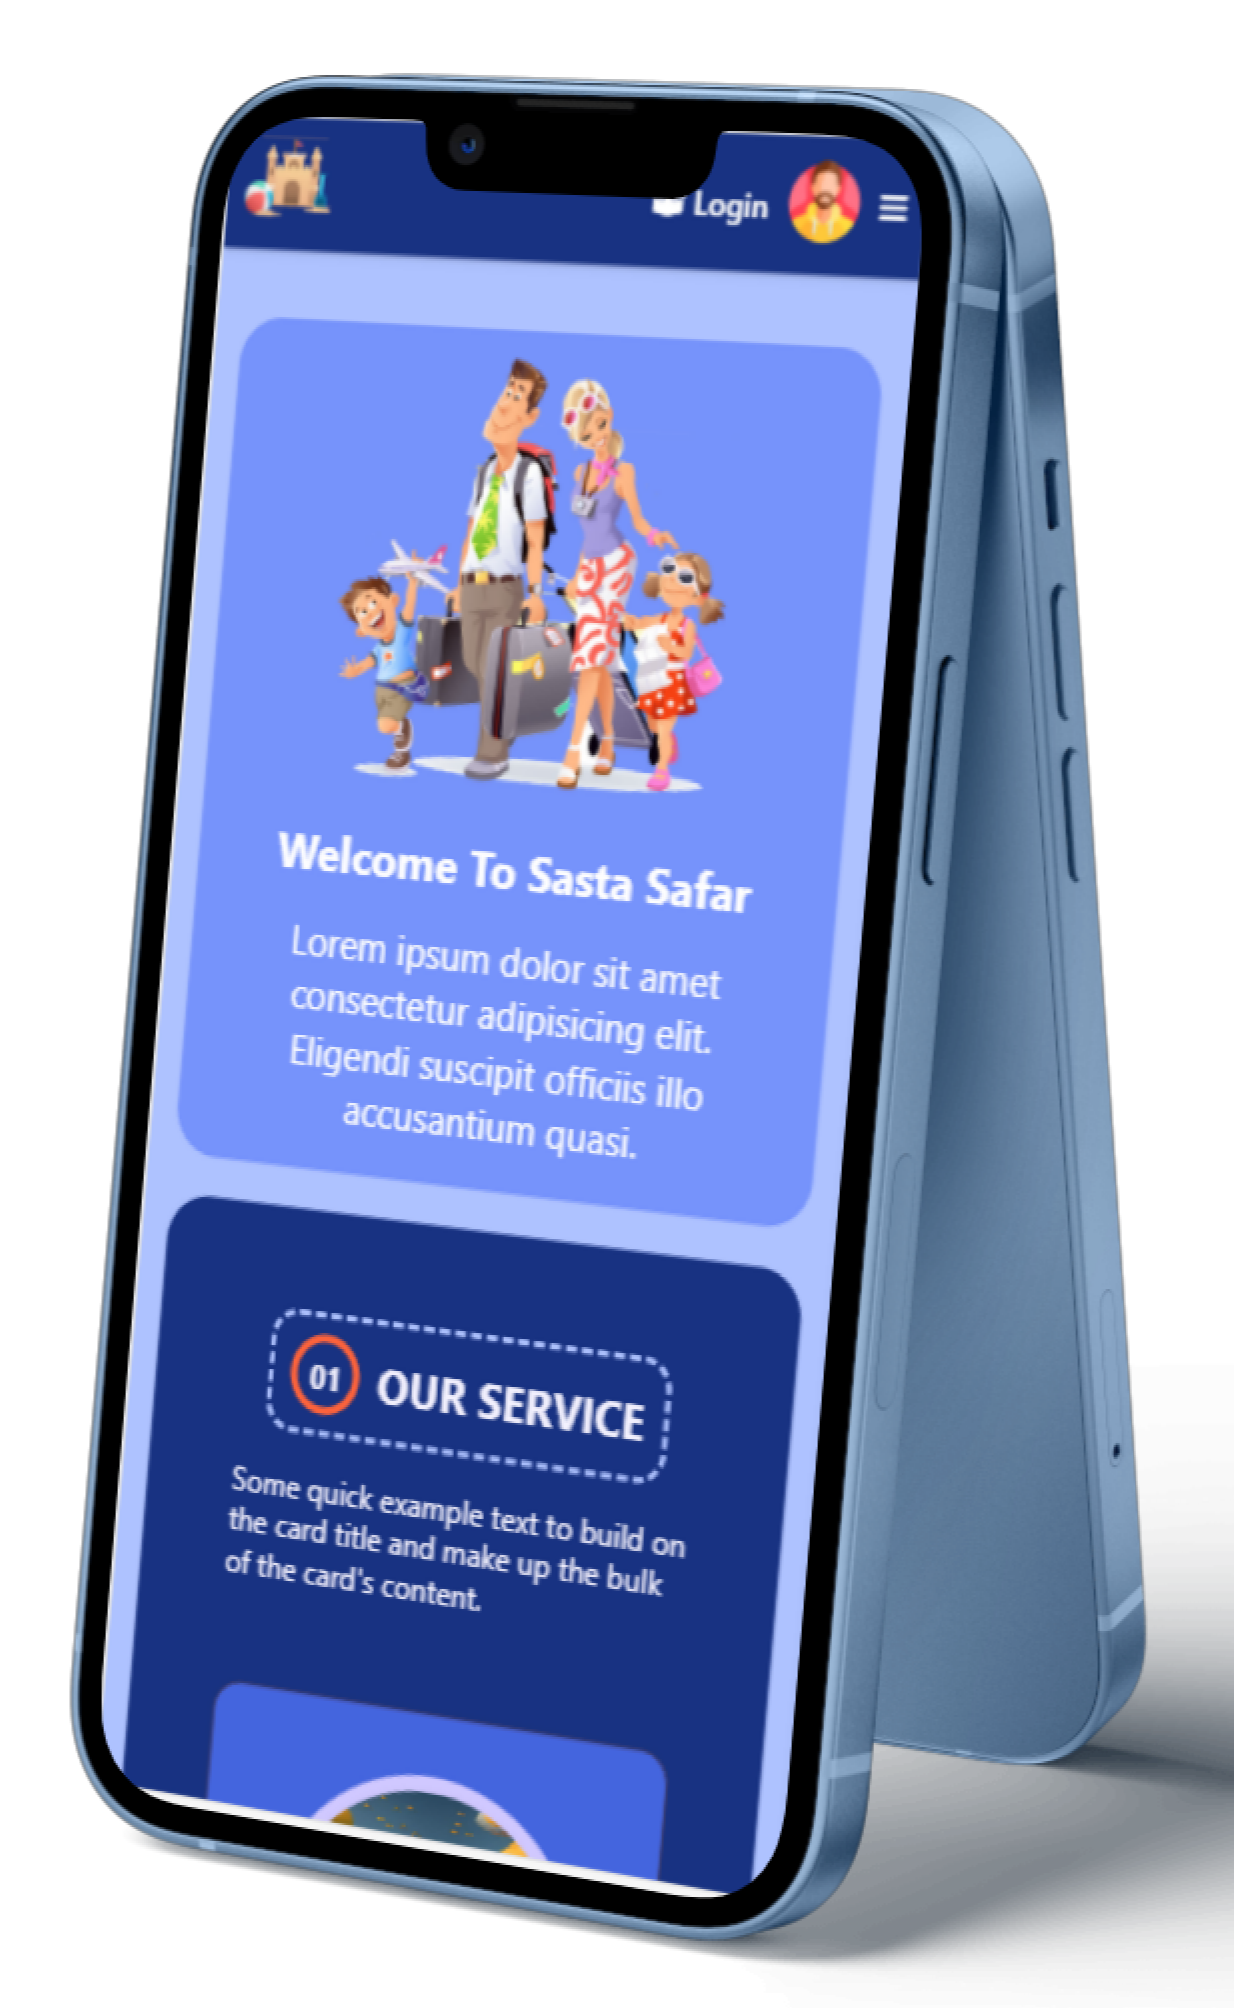 Login
Welcome To Sasta Safar
Lorem ipsum dolor sit amet
consectetur adipisicing elit.
Eligendi suscipit officiis illo
accusantium quasi.
01 OUR SERVICE
Some quick example text to build on
the card title and make up the bulk
of the card's content.